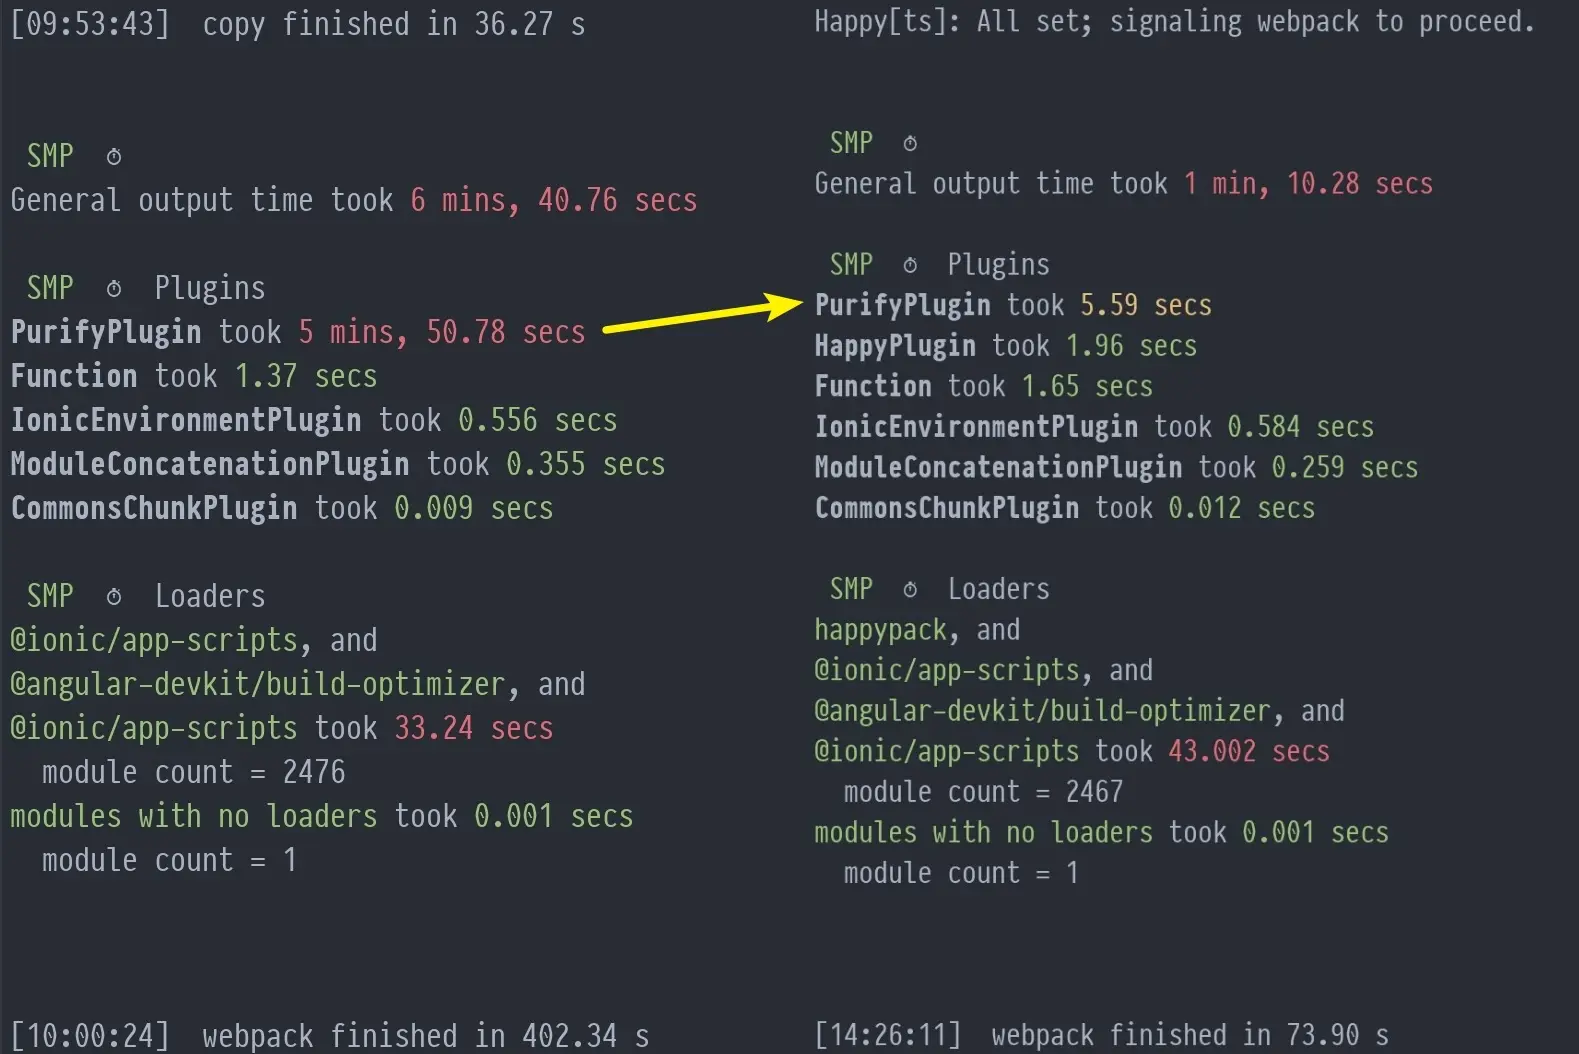 [09:53:43] copy finished in 36.27 s
SMP ⏱
General output time took 6 mins, 40.76 secs
SMP ⏱ Plugins
PurifyPlugin took 5 mins, 50.78 secs
Function took 1.37 secs
IonicEnvironmentPlugin took 0.556 secs
ModuleConcatenationPlugin took 0.355 secs
CommonsChunkPlugin took 0.009 secs
SMP ⏱ Loaders
@ionic/app-scripts, and
@angular-devkit/build-optimizer, and
@ionic/app-scripts took 33.24 secs
module count = 2476
modules with no loaders took 0.001 secs
module count = 1
[10:00:24] webpack finished in 402.34 s
Happy[ts]: All set; signaling webpack to proceed.
SMP ⏱
General output time took 1 min, 10.28 secs
SMP ⏱ Plugins
PurifyPlugin took 5.59 secs
HappyPlugin took 1.96 secs
Function took 1.65 secs
IonicEnvironmentPlugin took 0.584 secs
ModuleConcatenationPlugin took 0.259 secs
CommonsChunkPlugin took 0.012 secs
SMP ⏱ Loaders
happypack, and
@ionic/app-scripts, and
@angular-devkit/build-optimizer, and
@ionic/app-scripts took 43.002 secs
module count = 2467
modules with no loaders took 0.001 secs
module count = 1
[14:26:11] webpack finished in 73.90 s